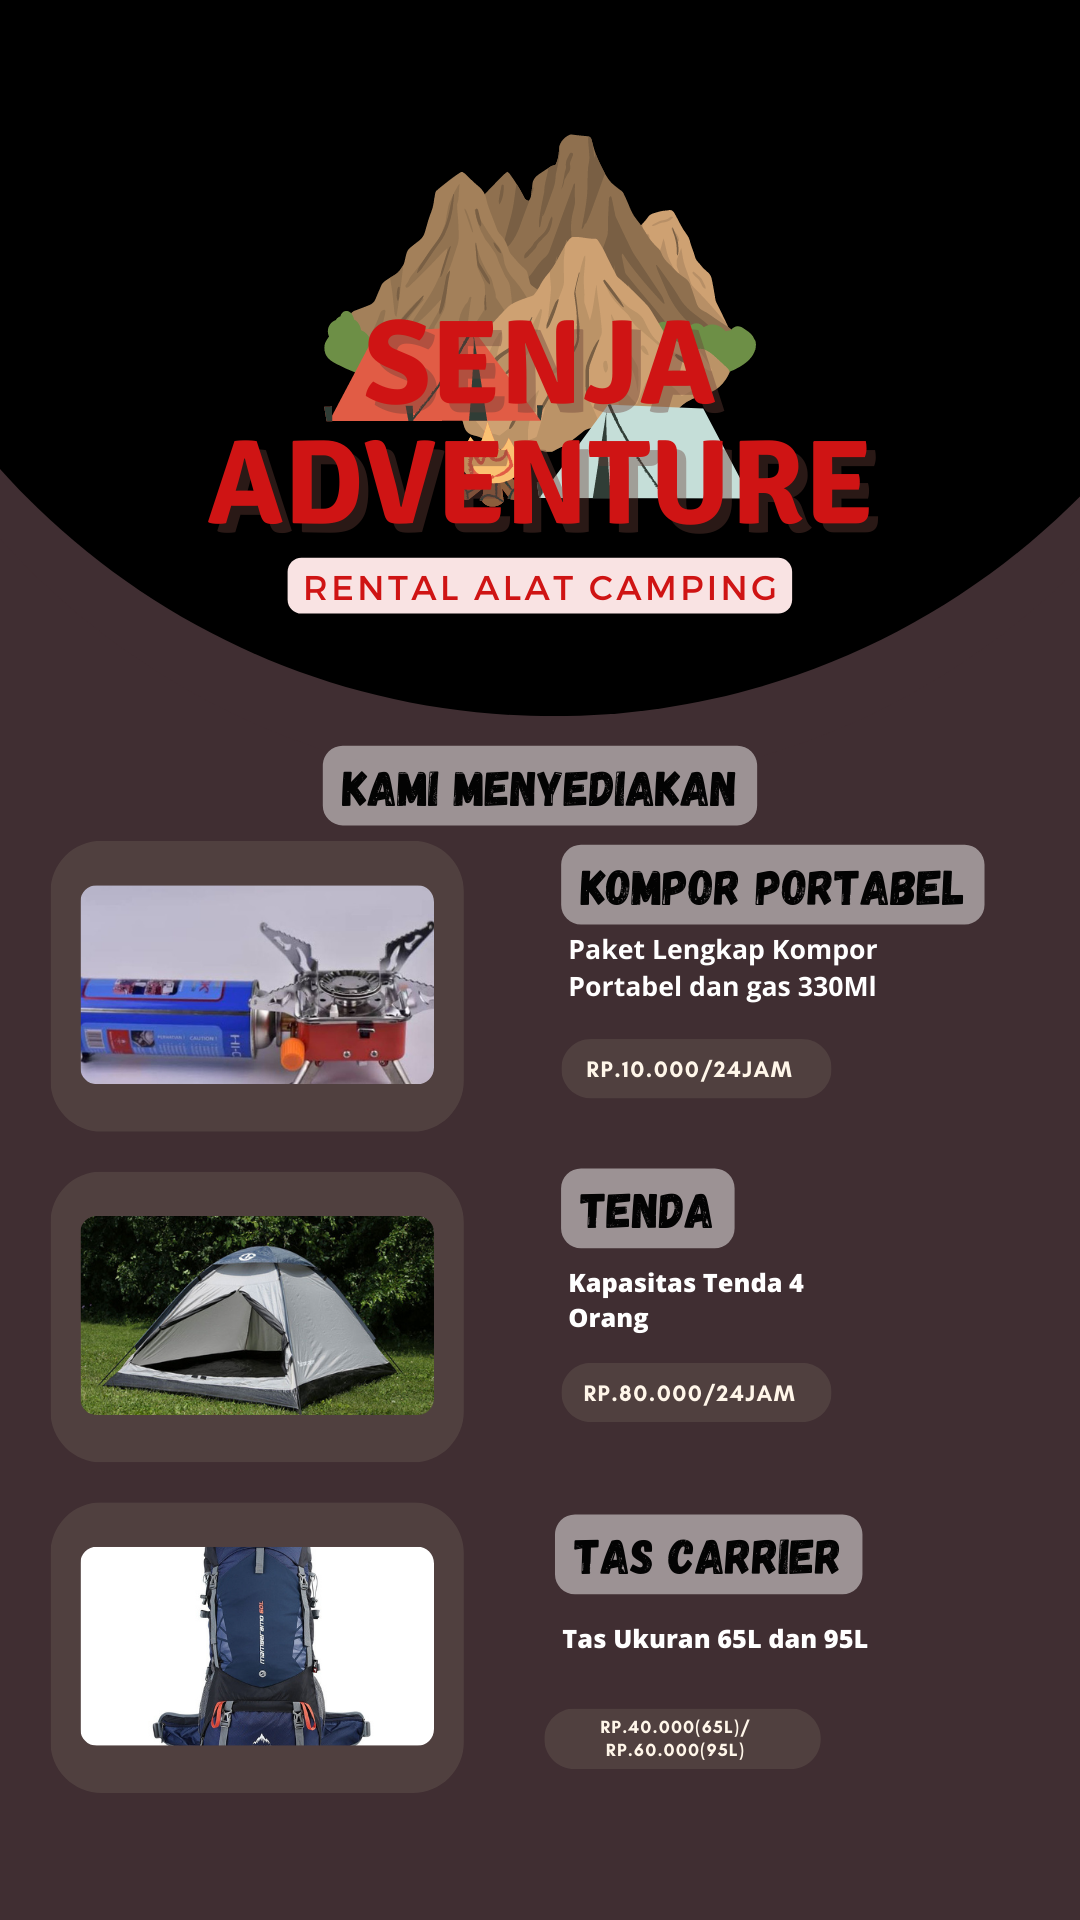 SENJA
ADVENTURE
RENTAL ALAT CAMPING
KAMI MENYEDIAKAN
KOMPOR PORTABEL
Paket Lengkap Kompor
Portabel dan gas 330Ml
RP.10.000/24JAM
TENDA
Kapasitas Tenda 4
Orang
RP.80.000/24JAM
TAS CARRIER
Tas Ukuran 65L dan 95L
RP.40.000(65L)/
RP.60.000(95L)